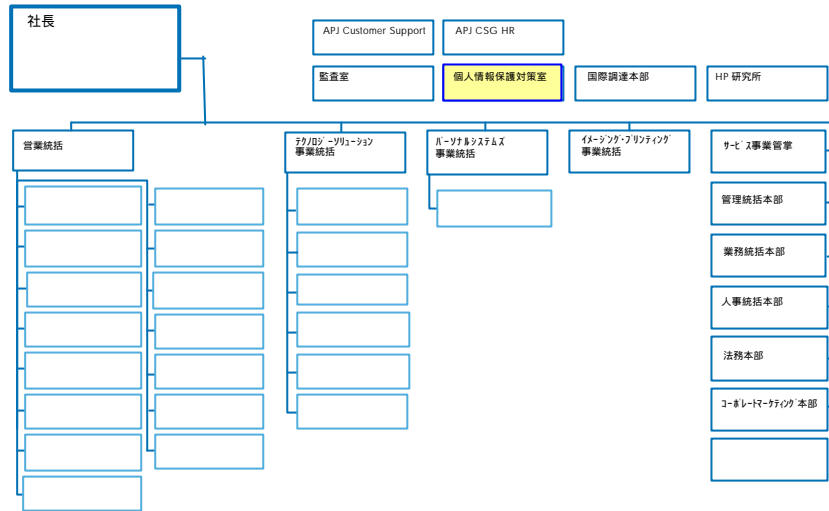 社長
APJ Customer Support
APJ CSG HR
監査室
個人情報保護対策室
国際調達本部
HP 研究所
営業統括
ﾃｸﾉﾛｼﾞｰｿﾘｭｰｼｮﾝ
事業統括
ﾊﾟｰｿﾅﾙｼｽﾃﾑｽﾞ
事業統括
ｲﾒｰｼﾞﾝｸﾞ・ﾌﾟﾘﾝﾃｨﾝｸﾞ
事業統括
ｻｰﾋﾞｽ事業管掌
管理統括本部
業務統括本部
人事統括本部
法務本部
ｺｰﾎﾟﾚｰﾄﾏｰｹﾃｨﾝｸﾞ本部